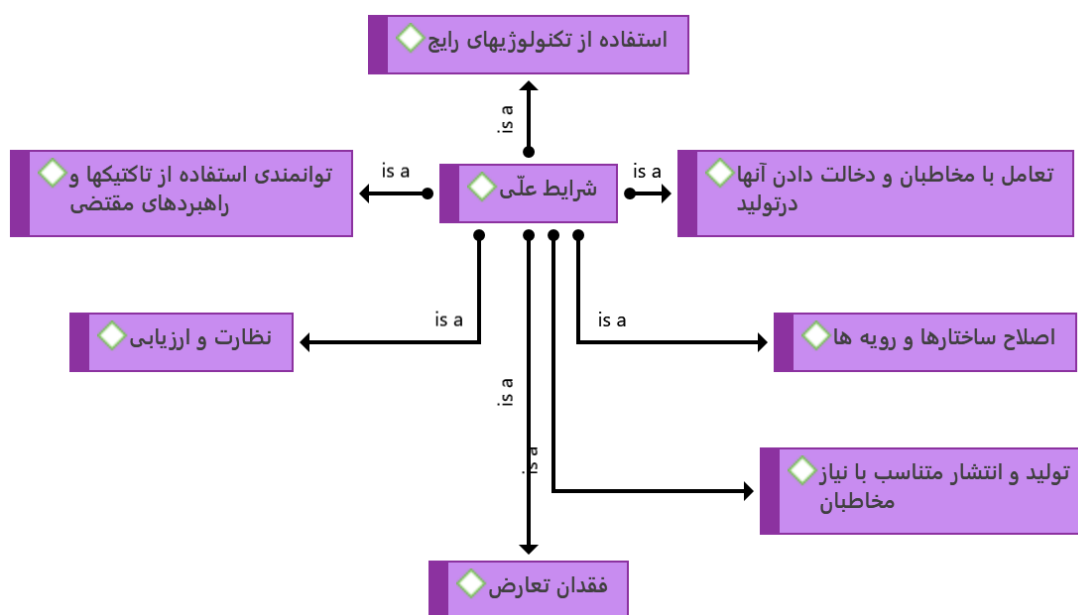 استفاده از تکنولوژیهای رایج
is a
توانمندی استفاده از تاکتیکها و
راهبردهای مقتضی
is a
شرایط علّی
is a
تعامل با مخاطبان و دخالت دادن آنها
درتولید
نظارت و ارزیابی
is a
is a
اصلاح ساختارها و رویه ها
is a
is a
تولید و انتشار متناسب با نیاز
مخاطبان
فقدان تعارض